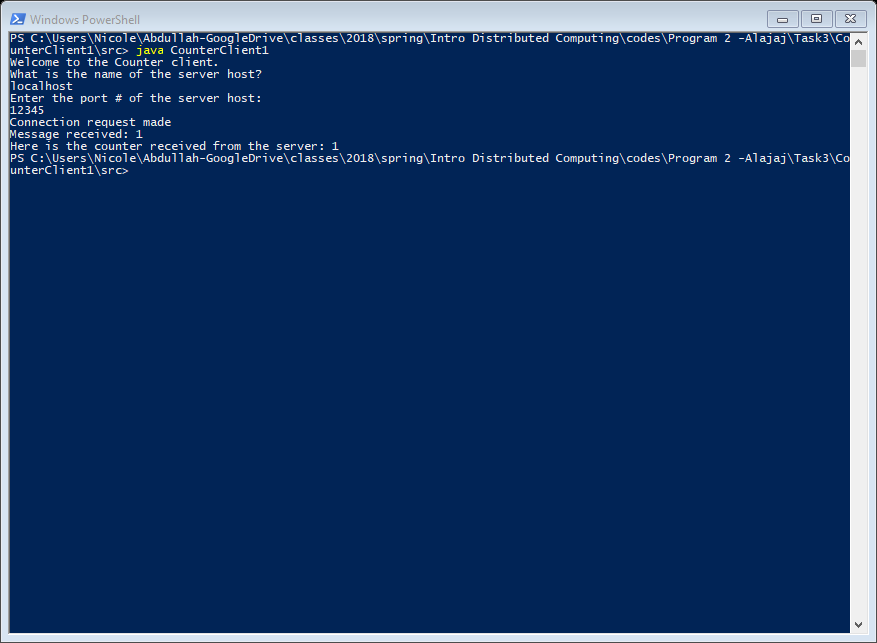 Windows PowerShell
PS C:\Users\Nicole\Abdullah-GoogleDrive\classes\2018\spring\Intro Distributed Computing\codes\Program 2 -Alajaj\Task3\Co
unterClient1\src> java CounterClient1
Welcome to the Counter client.
What is the name of the server host?
localhost
Enter the port # of the server host:
12345
Connection request made
Message received: 1
Here is the counter received from the server: 1
PS C:\Users\Nicole\Abdullah-GoogleDrive\classes\2018\spring\Intro Distributed Computing\codes\Program 2 -Alajaj\Task3\Co
unterClient1\src>